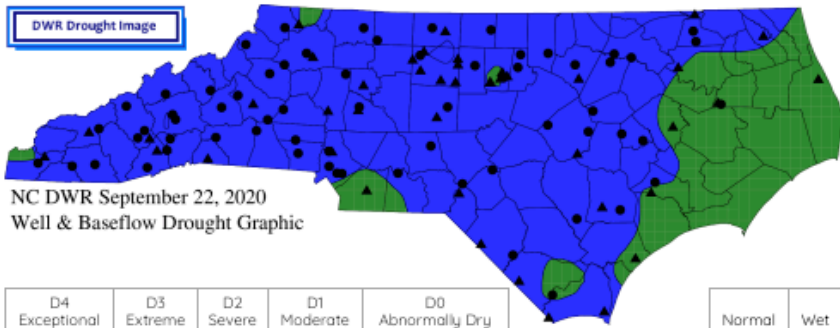 DWR Drought Image
NC DWR September 22, 2020
Well & Baseflow Drought Graphic
D4 D3 D2 D1 D0
Exceptional Extreme Severe Moderate Abnormally Dry Normal Wet